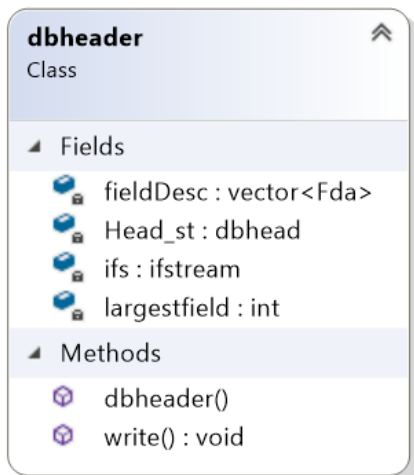 dbheader
Class
Fields
fieldDesc : vector<Fda>
Head_st : dbhead
ifs : ifstream
largestfield : int
Methods
dbheader()
write() : void